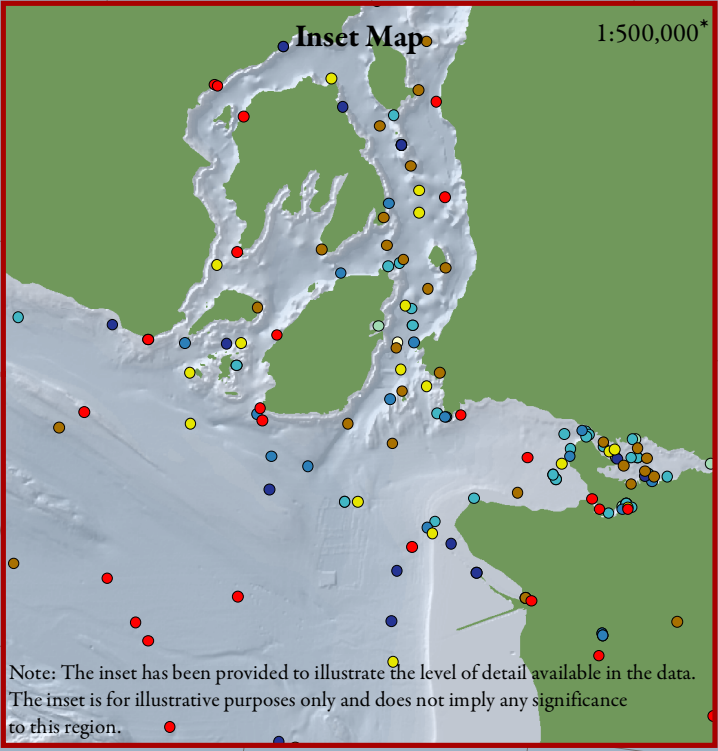 Inset Map
1:500,000*
Note: The inset has been provided to illustrate the level of detail available in the data.
The inset is for illustrative purposes only and does not imply any significance
to this region.